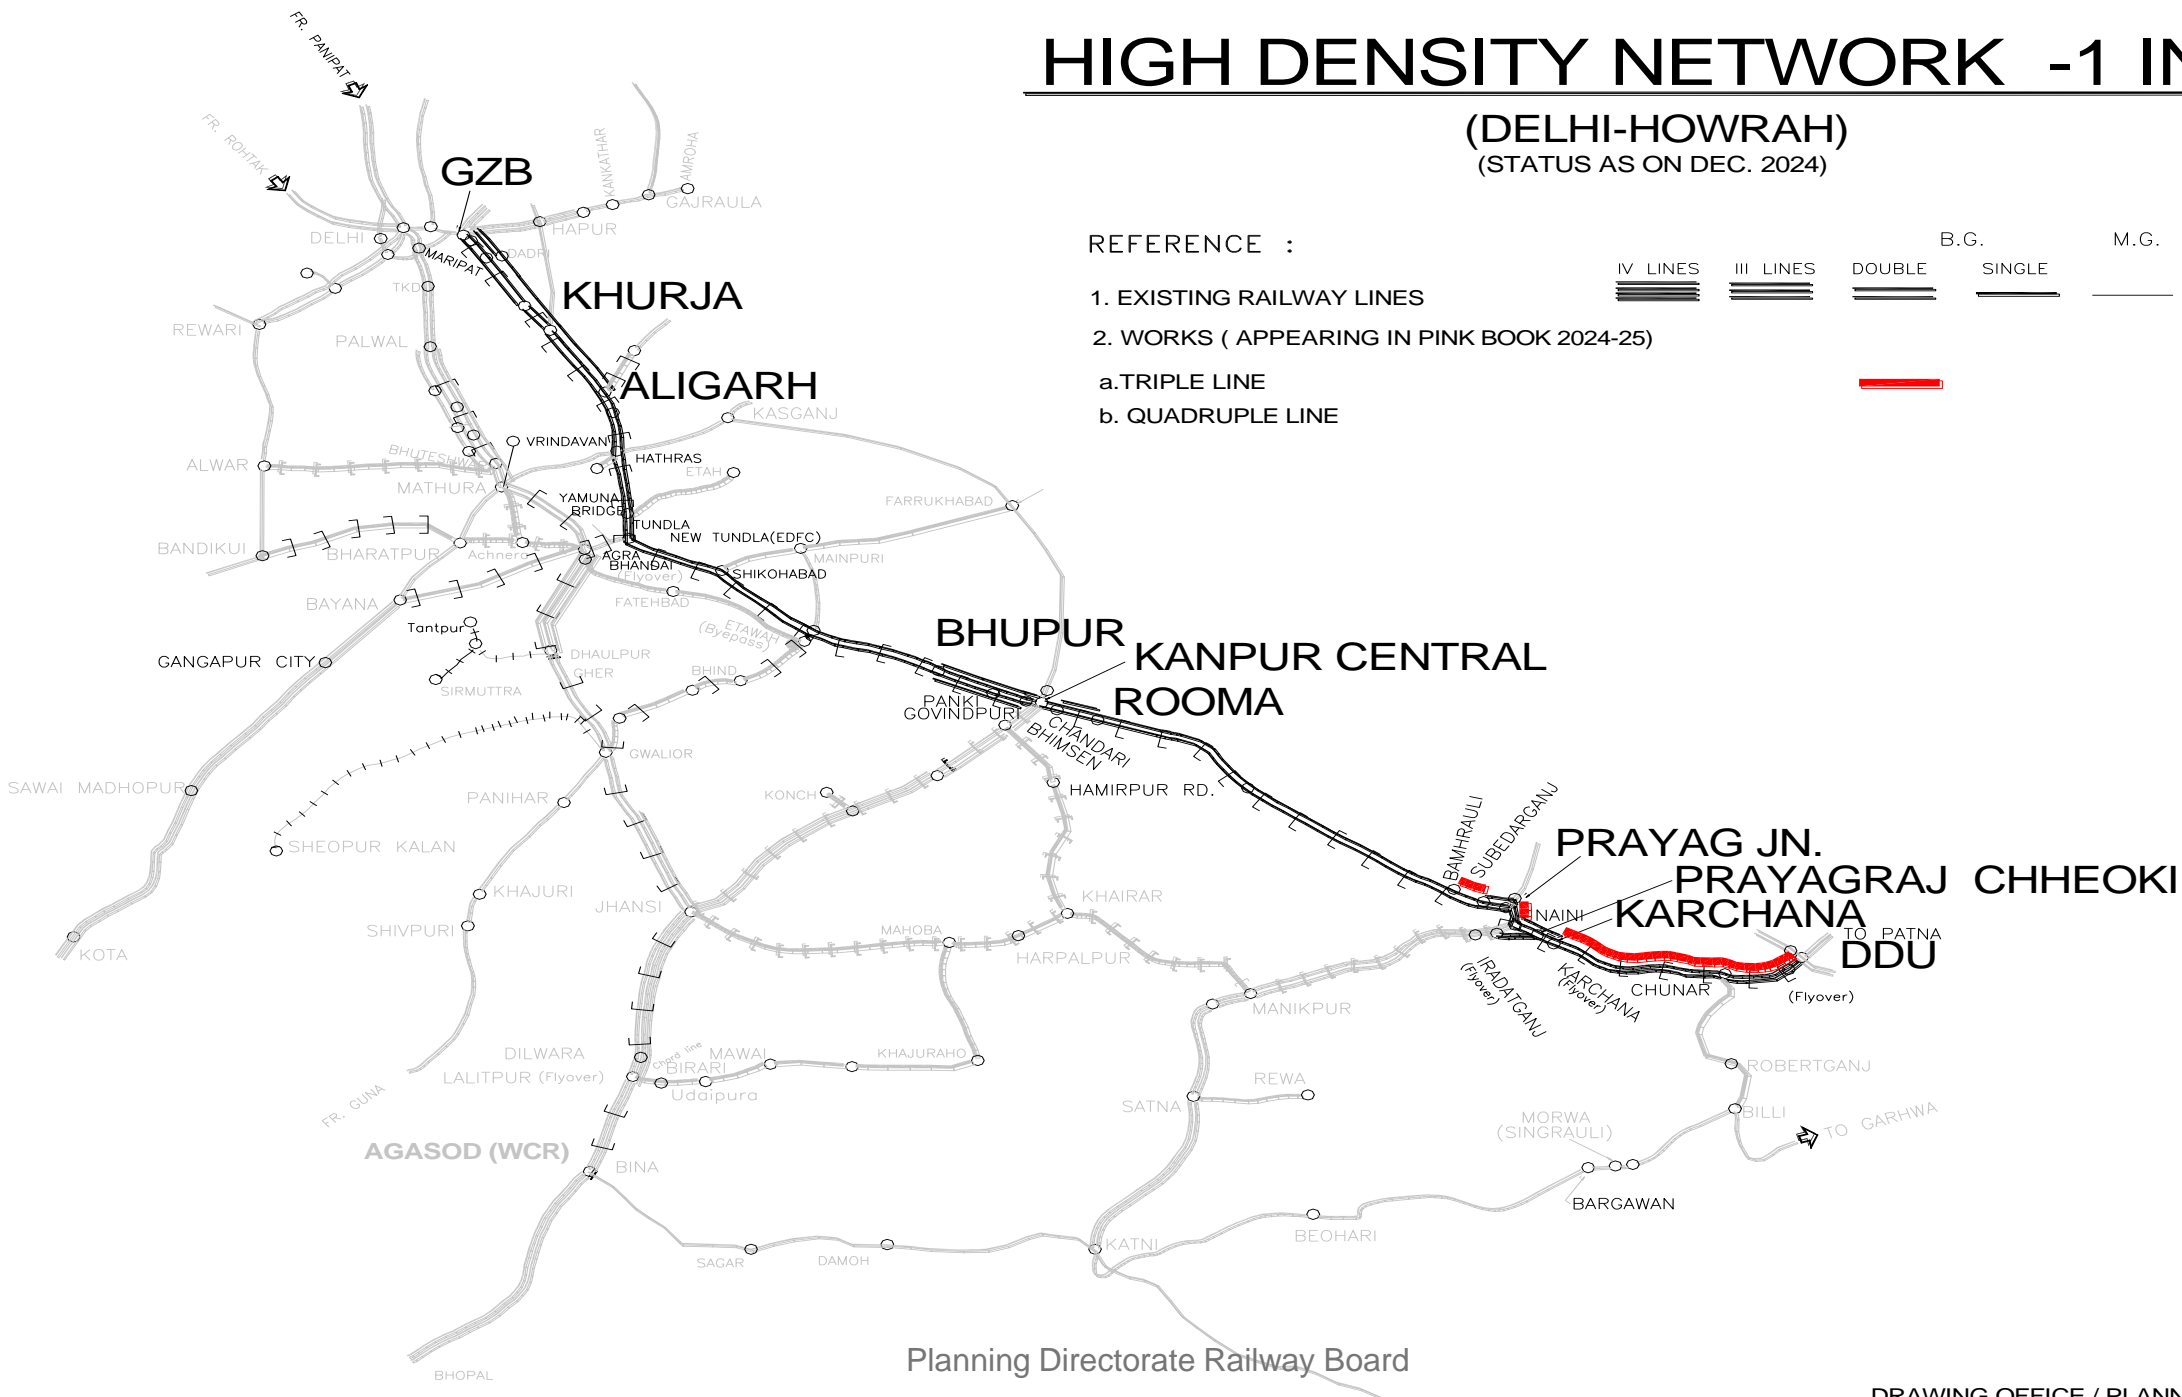 HIGH DENSITY NETWORK -1 IN
(DELHI-HOWRAH)
(STATUS AS ON DEC. 2024)
REFERENCE :
B.G.
M.G.
IV LINES
III LINES
DOUBLE
SINGLE
1. EXISTING RAILWAY LINES
2. WORKS ( APPEARING IN PINK BOOK 2024-25)
a.TRIPLE LINE
b. QUADRUPLE LINE
FR. PANIPAT
FR. ROHTAK
GZB
KANKATHAR
AMROHA
GAJRAULA
HAPUR
DELHI
MARIPAT
DADRI
TKD
KHURJA
REWARI
PALWAL
ALIGARH
KASGANJ
VRINDAVAN
BHUTESHWAR
HATHRAS
ALWAR
ETAH
MATHURA
YAMUNA
BRIDGE
FARRUKHABAD
TUNDLA
NEW TUNDLA(EDFC)
BANDIKUI
BHARATPUR
Achnera
AGRA
BHANDAI
(Flyover)
MAINPURI
SHIKOHABAD
BAYANA
FATEHBAD
Tantpur
ETAWAH
(Byepass)
BHUPUR
KANPUR CENTRAL
GANGAPUR CITY
DHAULPUR
GHER
BHIND
SIRMUTTRA
PANKI
GOVINDPURI
ROOMA
CHANDARI
BHIMSEN
GWALIOR
SAWAI MADHOPUR
PANIHAR
KONCH
HAMIRPUR RD.
BAMHRAULI
SUBEDARGANJ
SHEOPUR KALAN
PRAYAG JN.
PRAYAGRAJ CHHEOKI
KHAJURI
JHANSI
KHAIRAR
NAINI
KARCHANA
SHIVPURI
MAHOBA
TO PATNA
KOTA
HARPALPUR
DDU
IRADATGANJ
(Flyover)
KARCHANA
(Flyover)
CHUNAR
(Flyover)
MANIKPUR
DILWARA
Chord line
MAWAI
BIRARI
KHAJURAHO
LALITPUR (Flyover)
Udaipura
REWA
ROBERTGANJ
FR. GUNA
SATNA
MORWA
(SINGRAULI)
BILLI
TO GARHWA
AGASOD (WCR)
BINA
BARGAWAN
BEOHARI
KATNI
SAGAR
DAMOH
BHOPAL
Planning Directorate Railway Board